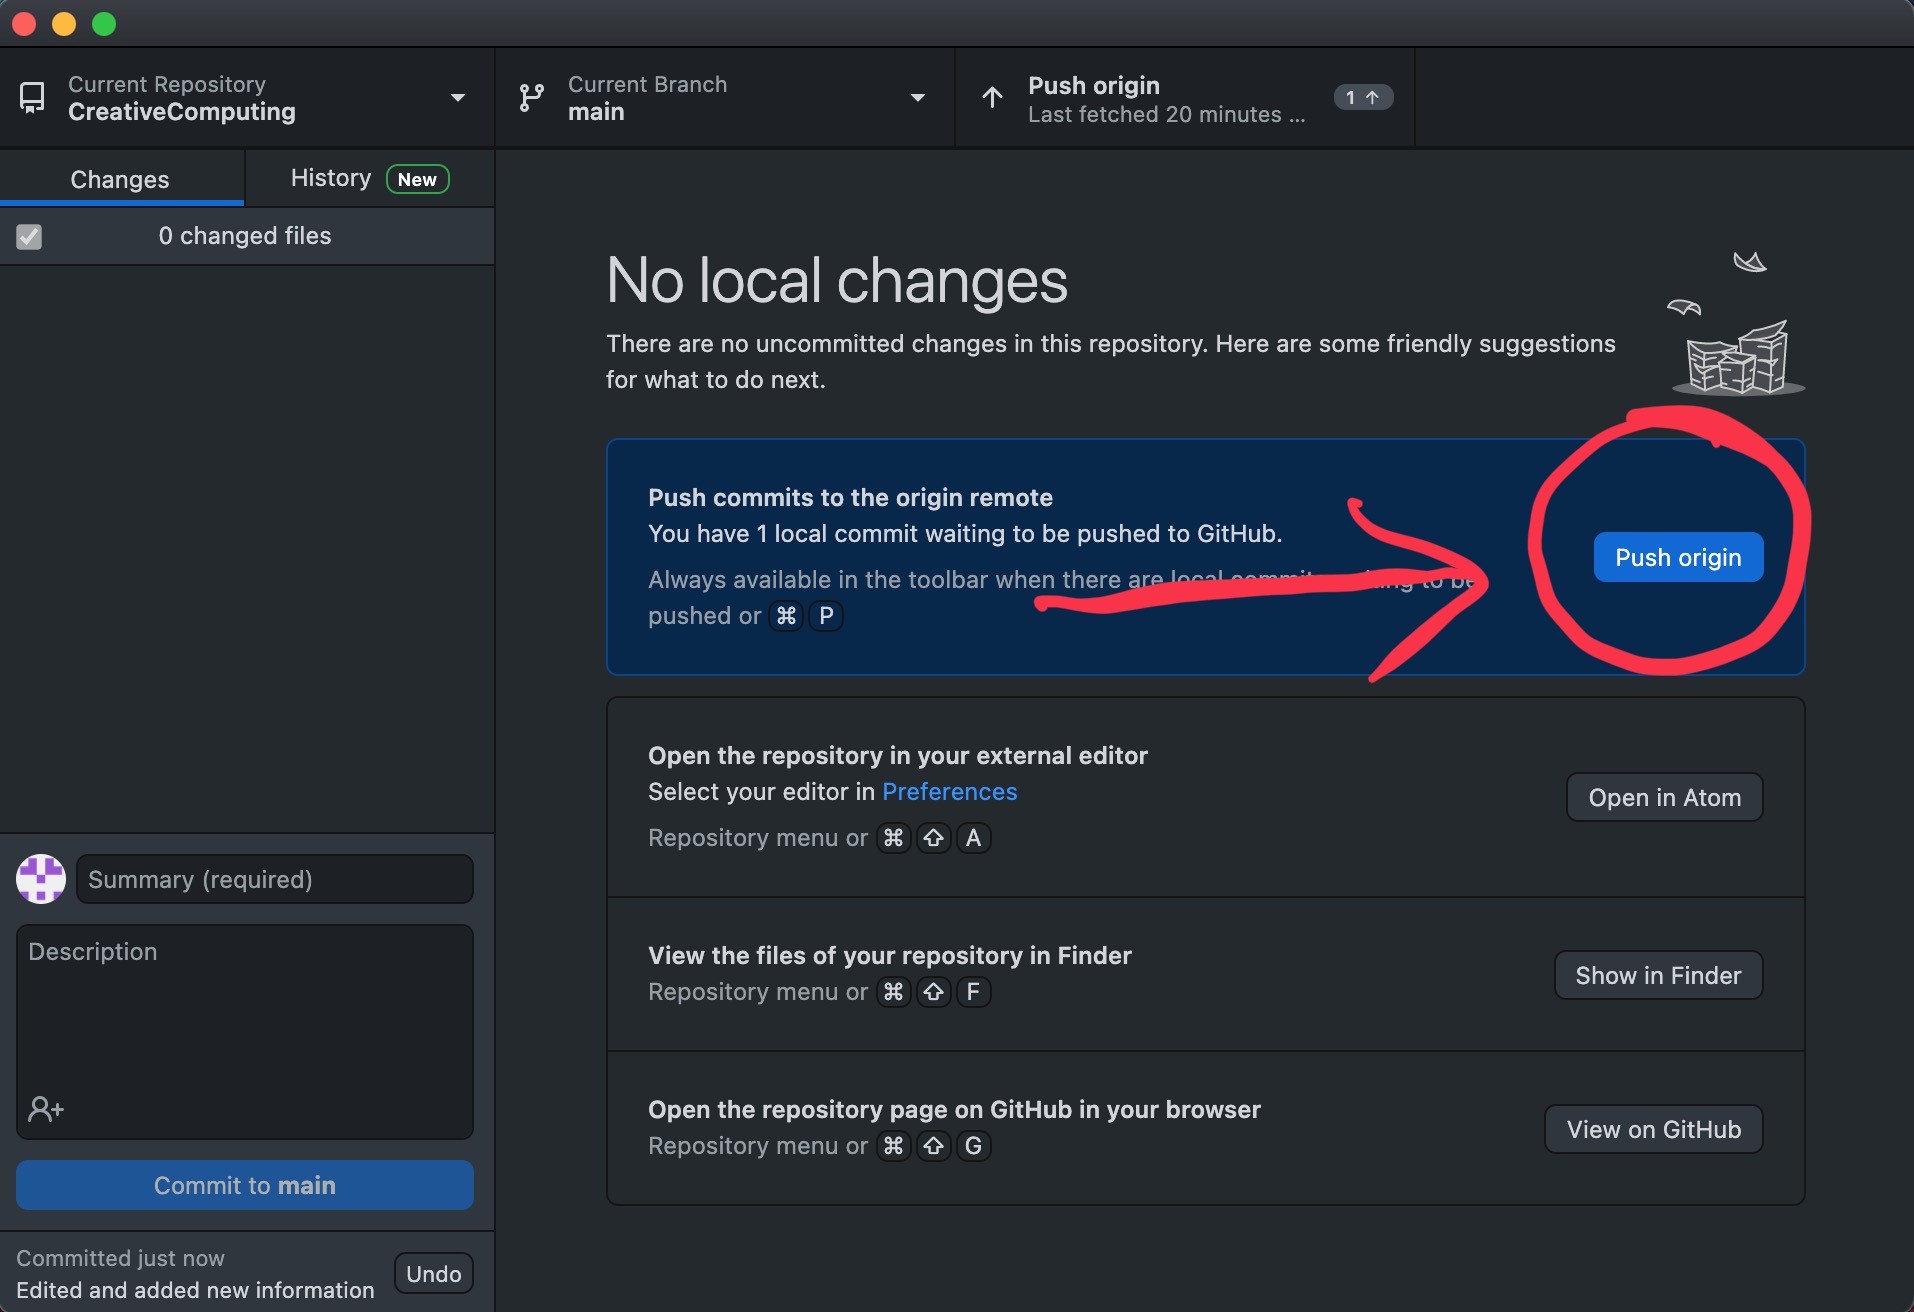 Current Repository
CreativeComputing
Current Branch
main
Push origin
Last fetched 20 minutes ...
1
Changes
History
New
0 changed files
No local changes
There are no uncommitted changes in this repository. Here are some friendly suggestions
for what to do next.
Push commits to the origin remote
You have 1 local commit waiting to be pushed to GitHub.
Always available in the toolbar when there are local commits waiting to be
pushed or ⌘ P
Push origin
Open the repository in your external editor
Select your editor in Preferences
Repository menu or ⌘ ⇧ A
Open in Atom
View the files of your repository in Finder
Repository menu or ⌘ ⇧ F
Show in Finder
Open the repository page on GitHub in your browser
Repository menu or ⌘ ⇧ G
View on GitHub
Summary (required)
Description
Commit to main
Committed just now
Edited and added new information
Undo